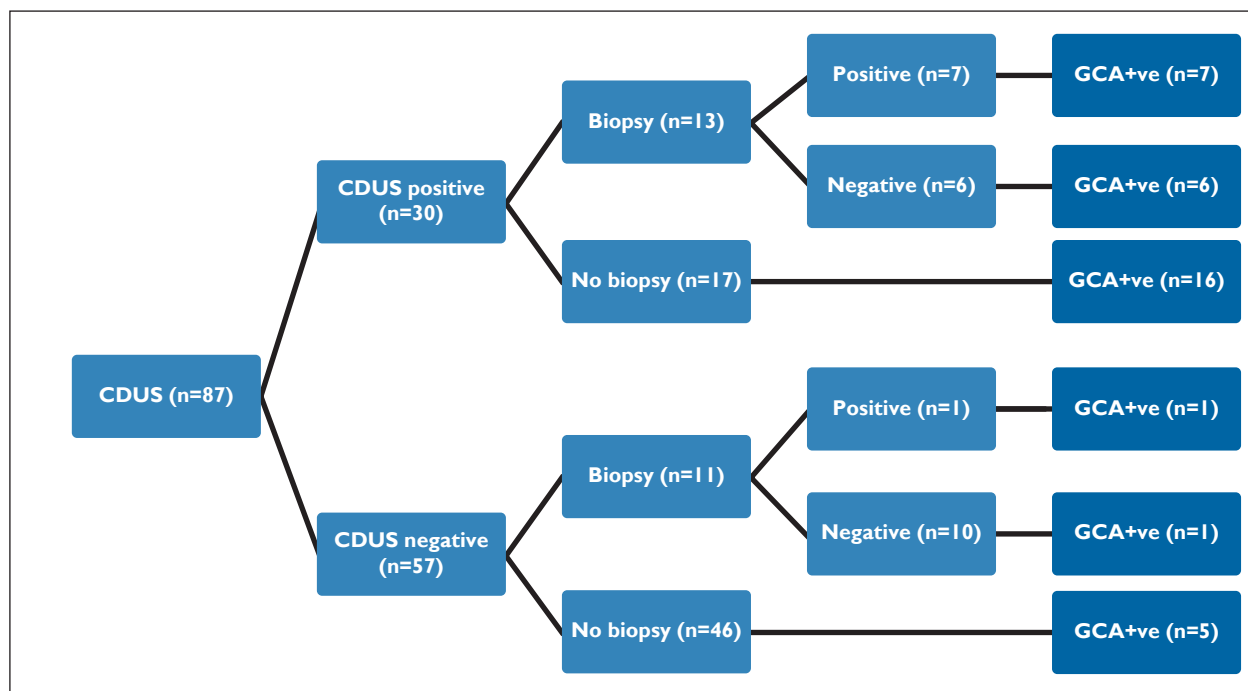 CDUS (n=87)
CDUS positive
(n=30)
Biopsy (n=13)
Positive (n=7)
GCA+ve (n=7)
Negative (n=6)
GCA+ve (n=6)
No biopsy (n=17)
GCA+ve (n=16)
CDUS negative
(n=57)
Biopsy (n=11)
Positive (n=1)
GCA+ve (n=1)
Negative (n=10)
GCA+ve (n=1)
No biopsy (n=46)
GCA+ve (n=5)